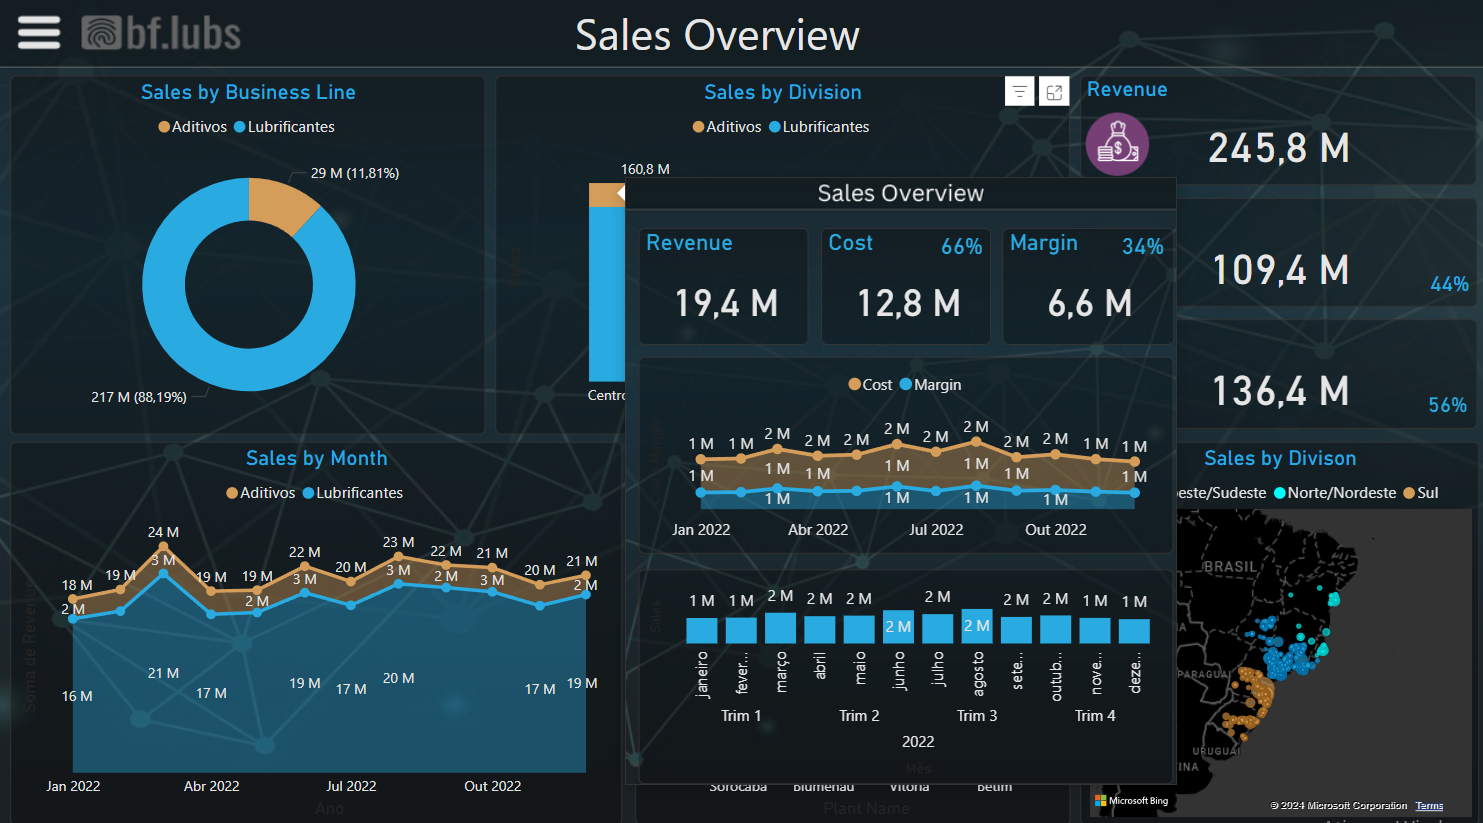 bf.lubs
Sales Overview
Sales by Business Line
Aditivos Lubrificantes
29 M (11,81%)
217 M (88,19%)
Sales by Division
Aditivos Lubrificantes
160,8 M
Centro
Revenue
245,8 M
109,4 M
44%
136,4 M
56%
Sales Overview
Revenue
19,4 M
Cost
66%
12,8 M
Margin
34%
6,6 M
Cost Margin
1 M 1 M 2 M 2 M 2 M 2 M 2 M 2 M 2 M 2 M 1 M 1 M
1 M 1 M 1 M 1 M 1 M 1 M
1 M 1 M 1 M 1 M 1 M
Jan 2022 Abr 2022 Jul 2022 Out 2022
Sales
1 M 1 M 2 M 2 M 2 M 2 M 2 M 2 M 2 M 2 M 1 M 1 M
janeiro fever... março abril maio junho julho agosto sete... outub... nove... deze...
Trim 1 Trim 2 Trim 3 Trim 4
2022
Mês
Sales by Month
Aditivos Lubrificantes
Soma de Revenue
18 M 19 M 24 M 19 M 19 M 22 M 20 M 23 M 22 M 21 M 20 M 21 M
2 M 3 M 2 M 3 M 3 M 2 M 3 M 2 M
16 M 21 M 17 M 19 M 17 M 20 M 17 M 19 M
Jan 2022 Abr 2022 Jul 2022 Out 2022
Ano
Sorocaba Blumenau Vitória Betim
Plant Name
Sales by Divison
este/Sudeste Norte/Nordeste Sul
BRASIL
PARAGUAI
URUGUAI
INA
Microsoft Bing
© 2024 Microsoft Corporation Terms